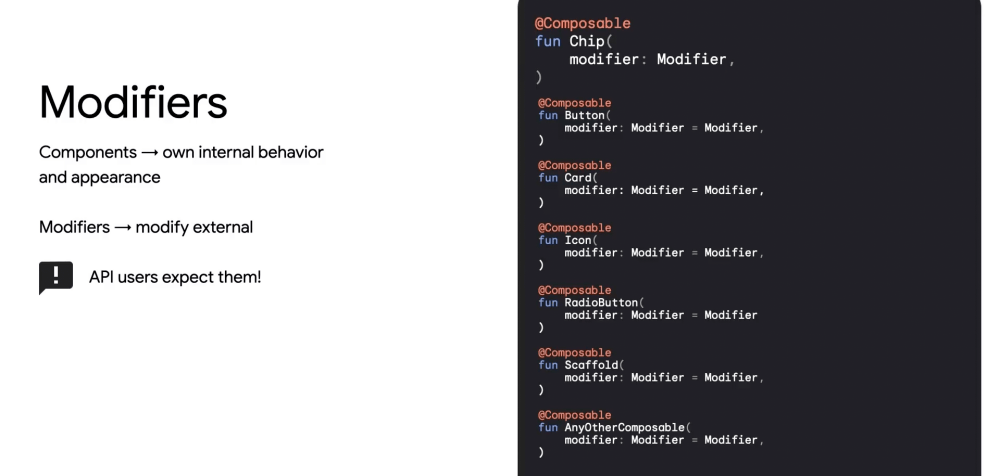 Modifiers
Components → own internal behavior
and appearance
Modifiers → modify external
! API users expect them!
@Composable
fun Chip(
    modifier: Modifier,
)
@Composable
fun Button(
    modifier: Modifier = Modifier,
)
@Composable
fun Card(
    modifier: Modifier = Modifier,
)
@Composable
fun Icon(
    modifier: Modifier = Modifier,
)
@Composable
fun RadioButton(
    modifier: Modifier = Modifier
)
@Composable
fun Scaffold(
    modifier: Modifier = Modifier,
)
@Composable
fun AnyOtherComposable(
    modifier: Modifier = Modifier,
)